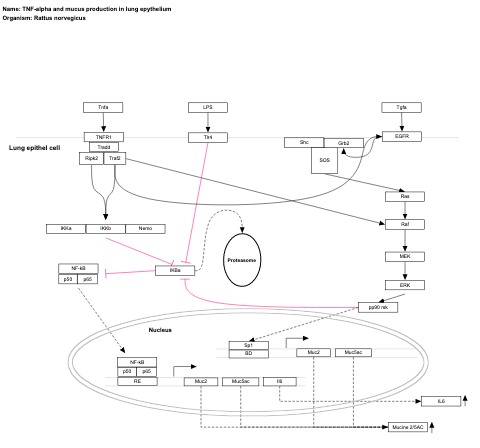 Name: TNF-alpha and mucus production in lung epythelium
Organism: Rattus norvegicus
Tnfa
LPS
Tgfa
TNFR1
Tlr4
EGFR
Lung epithel cell
Tradd
Shc
Grb2
Ripk2
Traf2
SOS
Ras
IKKa
IKKb
Nemo
Raf
MEK
Proteasome
NF-kB
IKBa
p50
p65
ERK
pp90 rsk
Nucleus
Sp1
BD
Muc2
Muc5ac
NF-kB
p50
p65
RE
Muc2
Muc5ac
Il6
IL6
Mucine 2/5AC